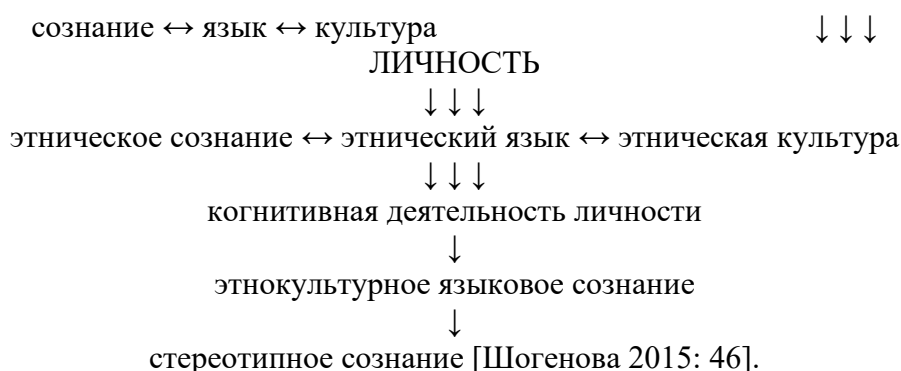 сознание ↔ язык ↔ культура ↓ ↓ ↓
ЛИЧНОСТЬ
↓ ↓ ↓
этническое сознание ↔ этнический язык ↔ этническая культура
↓ ↓ ↓
когнитивная деятельность личности
↓
этнокультурное языковое сознание
↓
стереотипное сознание [Шогенова 2015: 46].